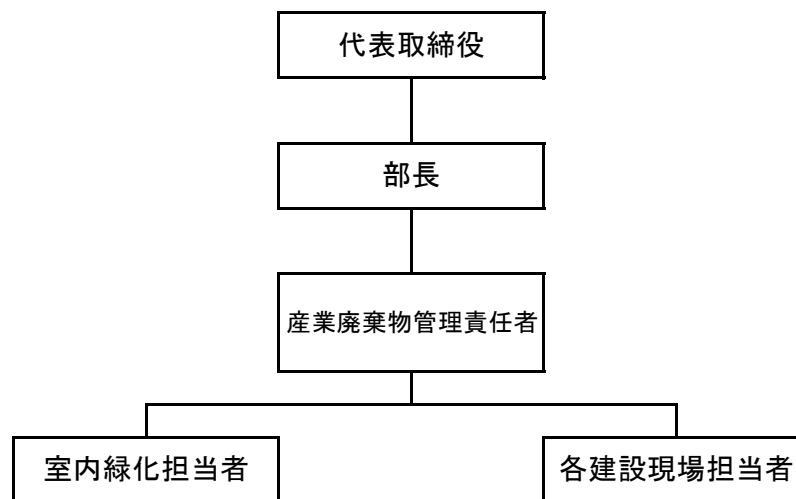 代表取締役
部長
産業廃棄物管理責任者
室内緑化担当者
各建設現場担当者